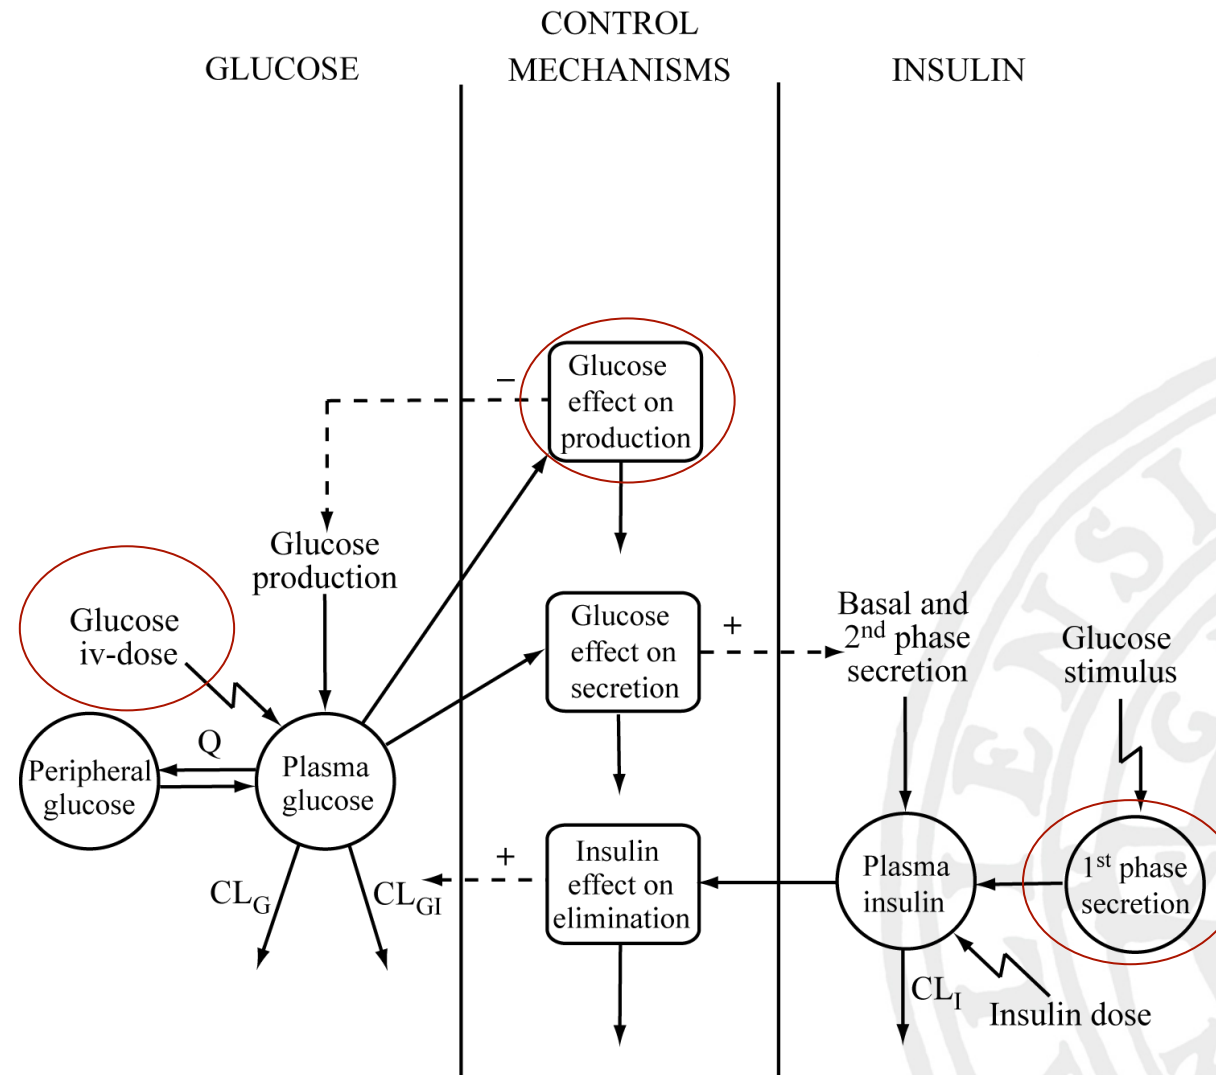 CONTROL
GLUCOSE
MECHANISMS
INSULIN
Glucose
effect on
production
−
Glucose
production
Glucose
iv-dose
Glucose
effect on
secretion
+
Basal and
2nd phase
secretion
Glucose
stimulus
Q
Peripheral
glucose
Plasma
glucose
CLG
CLGI
+
Insulin
effect on
elimination
Plasma
insulin
1st phase
secretion
CLI
Insulin dose